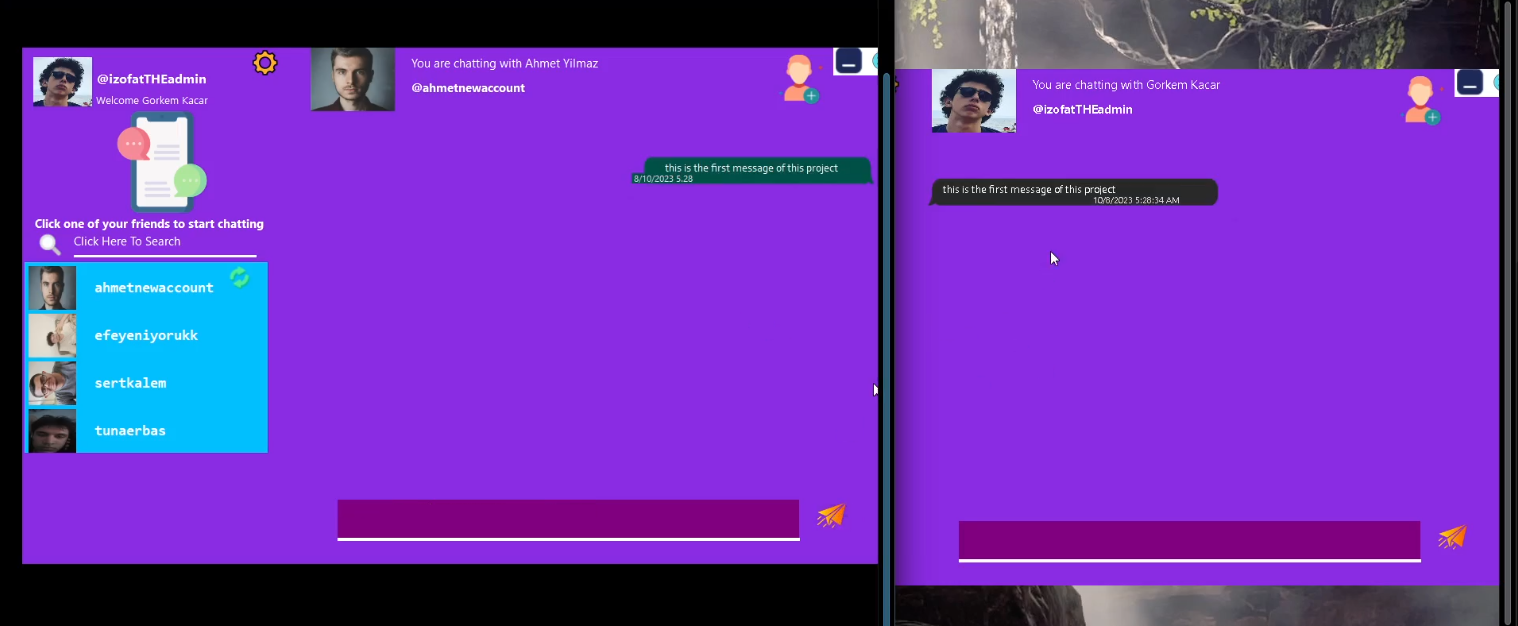 @izofatTHEadmin
Welcome Gorkem Kacar
Click one of your friends to start chatting
Click Here To Search
ahmetnewaccount
efeyeniyorukk
sertkalem
tunaerbas
You are chatting with Ahmet Yilmaz
@ahmetnewaccount
this is the first message of this project
8/10/2023 5.28
You are chatting with Gorkem Kacar
@izofatTHEadmin
this is the first message of this project
10/8/2023 5:28:34 AM